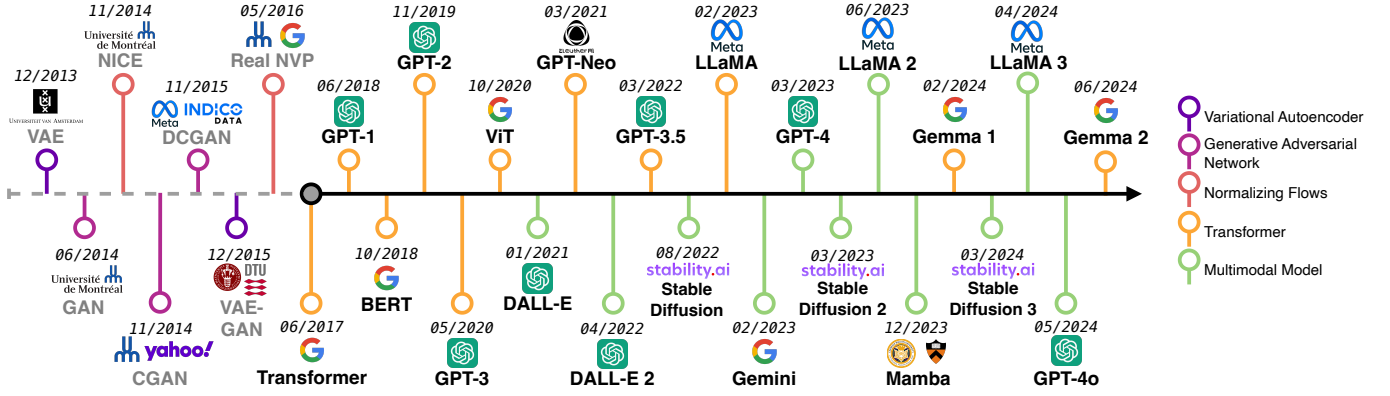 12/2013
UNIVERSITEIT VAN AMSTERDAM
VAE
06/2014
Université
de Montréal
GAN
11/2014
Université
de Montréal
NICE
11/2014
yahoo!
CGAN
11/2015
Meta
INDICO
DATA
DCGAN
12/2015
DTU
VAE-
GAN
05/2016
Real NVP
06/2017
Transformer
06/2018
GPT-1
10/2018
BERT
11/2019
GPT-2
05/2020
GPT-3
10/2020
ViT
01/2021
DALL-E
03/2021
EleutherAI
GPT-Neo
04/2022
DALL-E 2
03/2022
GPT-3.5
08/2022
stability.ai
Stable
Diffusion
02/2023
Meta
LLaMA
02/2023
Gemini
03/2023
GPT-4
03/2023
stability.ai
Stable
Diffusion 2
06/2023
Meta
LLaMA 2
12/2023
Mamba
02/2024
Gemma 1
03/2024
stability.ai
Stable
Diffusion 3
04/2024
Meta
LLaMA 3
05/2024
GPT-4o
06/2024
Gemma 2
Variational Autoencoder
Generative Adversarial
Network
Normalizing Flows
Transformer
Multimodal Model